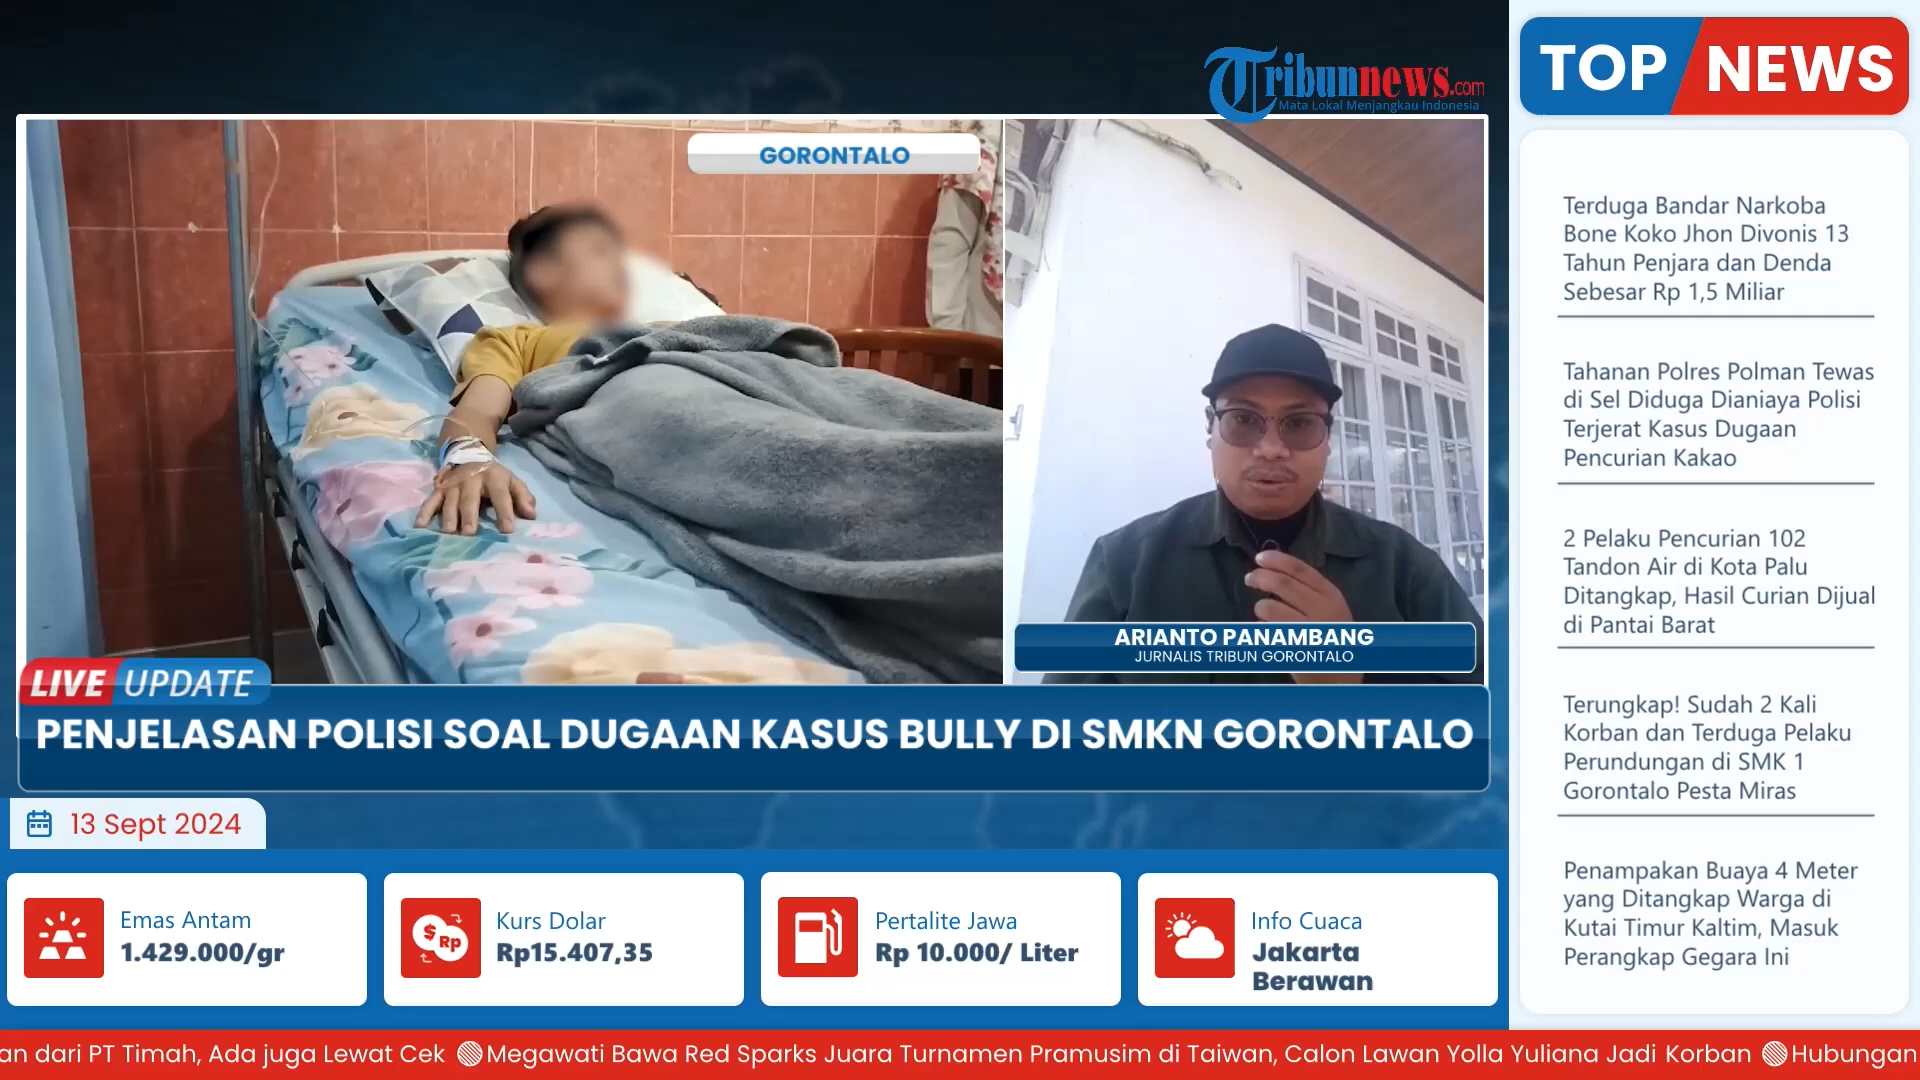 Tribunnews.com
Mata Lokal Menjangkau Indonesia
GORONTALO
ARIANTO PANAMBANG
JURNALIS TRIBUN GORONTALO
LIVE UPDATE
PENJELASAN POLISI SOAL DUGAAN KASUS BULLY DI SMKN GORONTALO
13 Sept 2024
Emas Antam
1.429.000/gr
Kurs Dolar
Rp15.407,35
Pertalite Jawa
Rp 10.000/ Liter
Info Cuaca
Jakarta
Berawan
TOP NEWS
Terduga Bandar Narkoba
Bone Koko Jhon Divonis 13
Tahun Penjara dan Denda
Sebesar Rp 1,5 Miliar
Tahanan Polres Polman Tewas
di Sel Diduga Dianiaya Polisi
Terjerat Kasus Dugaan
Pencurian Kakao
2 Pelaku Pencurian 102
Tandon Air di Kota Palu
Ditangkap, Hasil Curian Dijual
di Pantai Barat
Terungkap! Sudah 2 Kali
Korban dan Terduga Pelaku
Perundungan di SMK 1
Gorontalo Pesta Miras
Penampakan Buaya 4 Meter
yang Ditangkap Warga di
Kutai Timur Kaltim, Masuk
Perangkap Gegara Ini
an dari PT Timah, Ada juga Lewat Cek Megawati Bawa Red Sparks Juara Turnamen Pramusim di Taiwan, Calon Lawan Yolla Yuliana Jadi Korban Hubungan